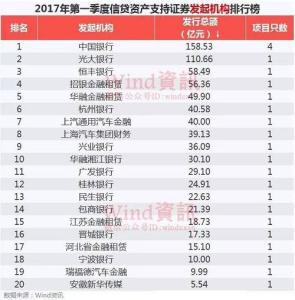 2017年第一季度信贷资产支持证券发起机构排行榜
排名 发起机构 发行总额（亿元）↓ 项目只数
1 中国银行 158.53 4
2 光大银行 110.66 1
3 恒丰银行 58.49 1
4 招银金融租赁 56.36 1
5 华融金融租赁 49.90 1
6 杭州银行 40.58 1
7 上汽通用汽车金融 40.00 1
8 上海汽车集团财务 39.13 1
9 兴业银行 36.09 1
10 华融湘江银行 30.10 1
11 广发银行 29.10 1
12 桂林银行 24.91 1
13 民生银行 22.63 1
14 包商银行 21.39 1
15 江苏金融租赁 18.73 1
16 晋城银行 17.33 1
17 河北省金融租赁 15.10 1
18 宁波银行 10.00 1
19 瑞福德汽车金融 9.99 1
20 安徽新华传媒 5.54 1
数据来源：Wind资讯
Wind資訊
Wind資訊